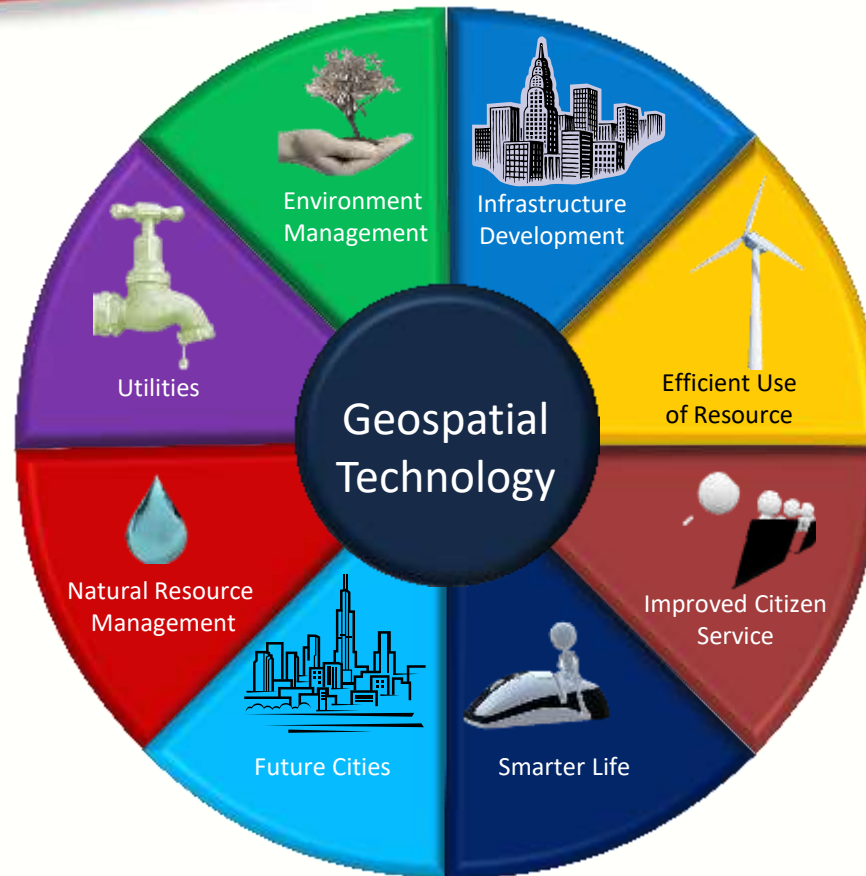 Environment
Management
Infrastructure
Development
Utilities
Efficient Use
of Resource
Geospatial
Technology
Natural Resource
Management
Improved Citizen
Service
Future Cities
Smarter Life